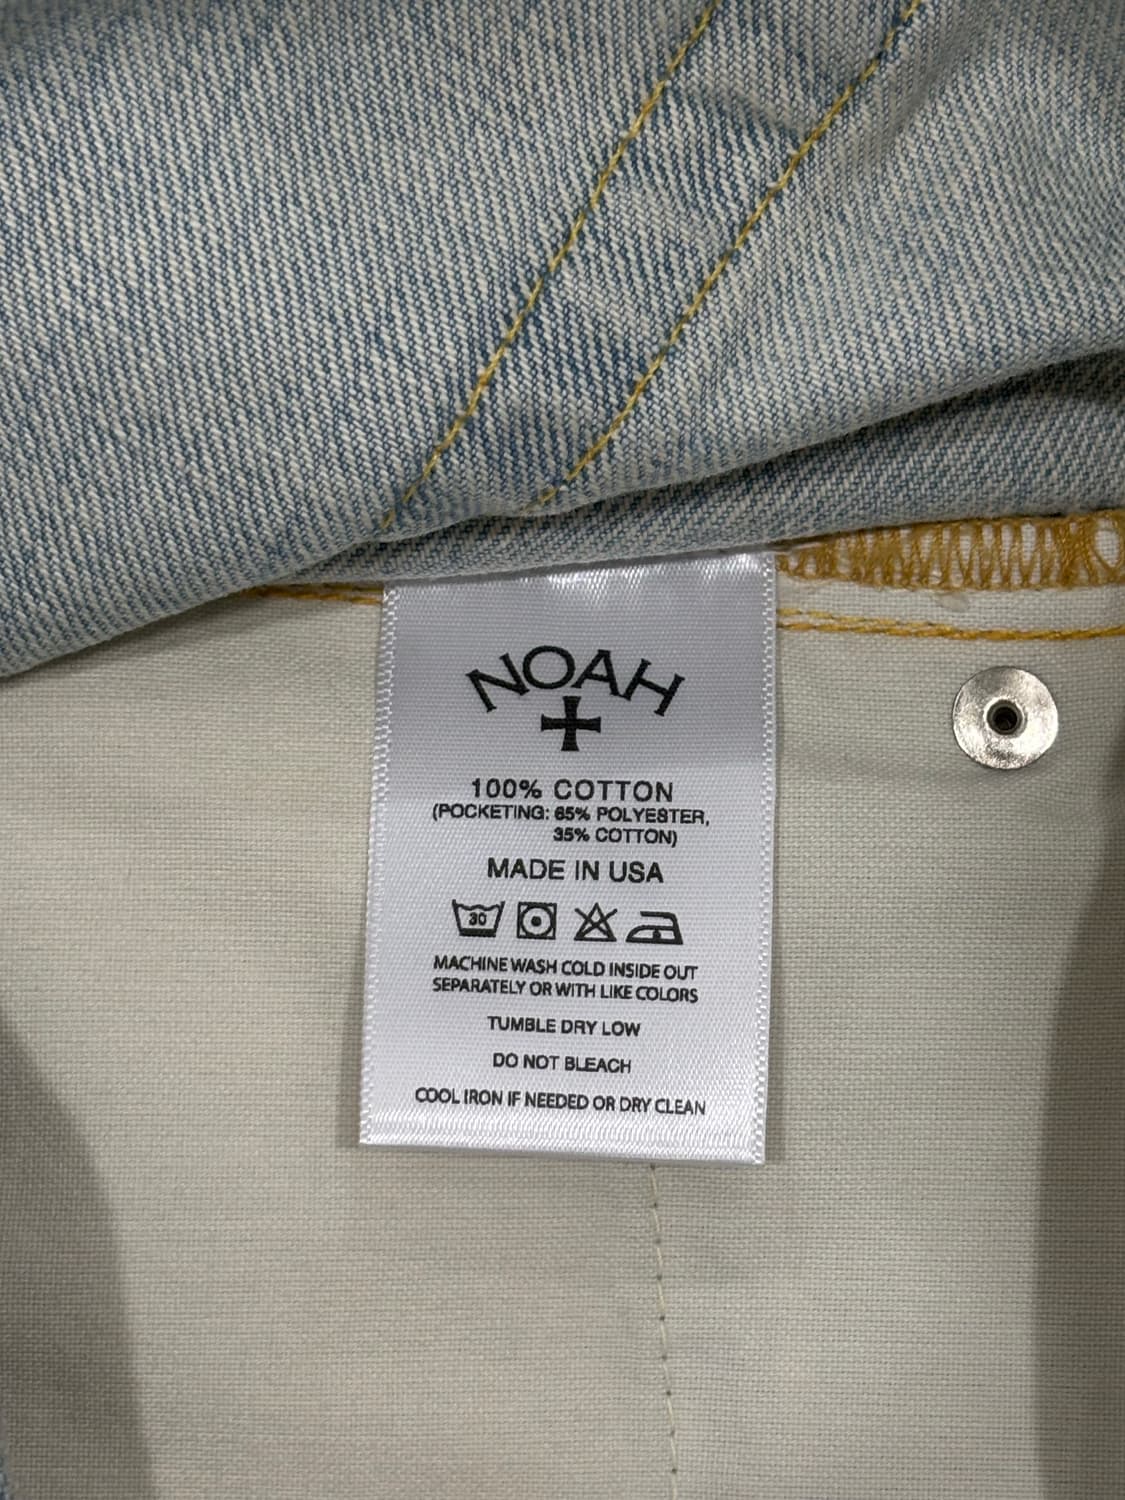 NOAH
100% COTTON
(POCKETING: 65% POLYESTER,
35% COTTON)
MADE IN USA
30
MACHINE WASH COLD INSIDE OUT
SEPARATELY OR WITH LIKE COLORS
TUMBLE DRY LOW
DO NOT BLEACH
COOL IRON IF NEEDED OR DRY CLEAN